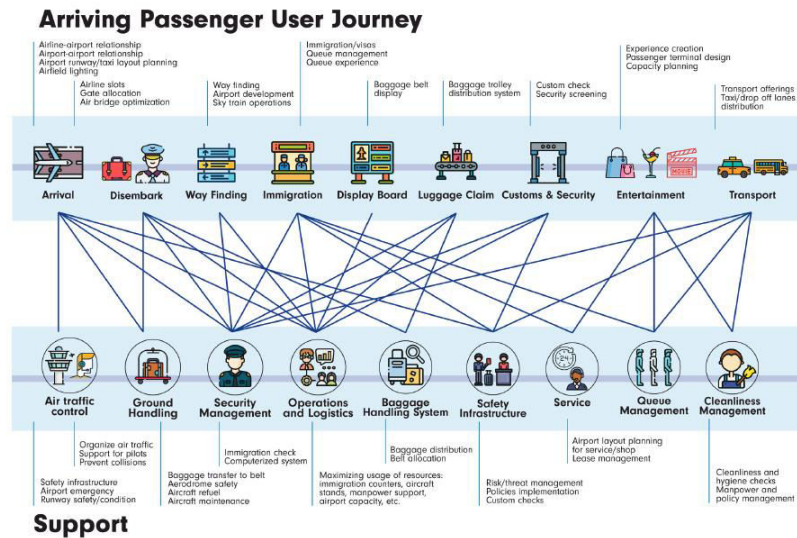 Arriving Passenger User Journey
Airline-airport relationship
Airport-airport relationship
Airport runway/taxi layout planning
Airfield lighting
Airline slots
Gate allocation
Air bridge optimization
Way finding
Airport development
Sky train operations
Immigration/visas
Queue management
Queue experience
Baggage belt
display
Baggage trolley
distribution system
Custom check
Security screening
Experience creation
Passenger terminal design
Capacity planning
Transport offerings
Taxi/drop off lanes
distribution
MOVIE
Arrival
Disembark
Way Finding
Immigration
Display Board
Luggage Claim
Customs & Security
Entertainment
Transport
24
Air traffic
control
Ground
Handling
Security
Management
Operations
and Logistics
Baggage
Handling System
Safety
Infrastructure
Service
Queue
Management
Cleanliness
Management
Organize air traffic
Support for pilots
Prevent collisions
Safety infrastructure
Airport emergency
Runway safety/condition
Immigration check
Computerized system
Baggage transfer to belt
Aerodrome safety
Aircraft refuel
Aircraft maintenance
Baggage distribution
Belt allocation
Maximizing usage of resources:
immigration counters, aircraft
stands, manpower support,
airport capacity, etc.
Airport layout planning
for service/shop
Lease management
Risk/threat management
Policies implementation
Custom checks
Cleanliness and
hygiene checks
Manpower and
policy management
Support